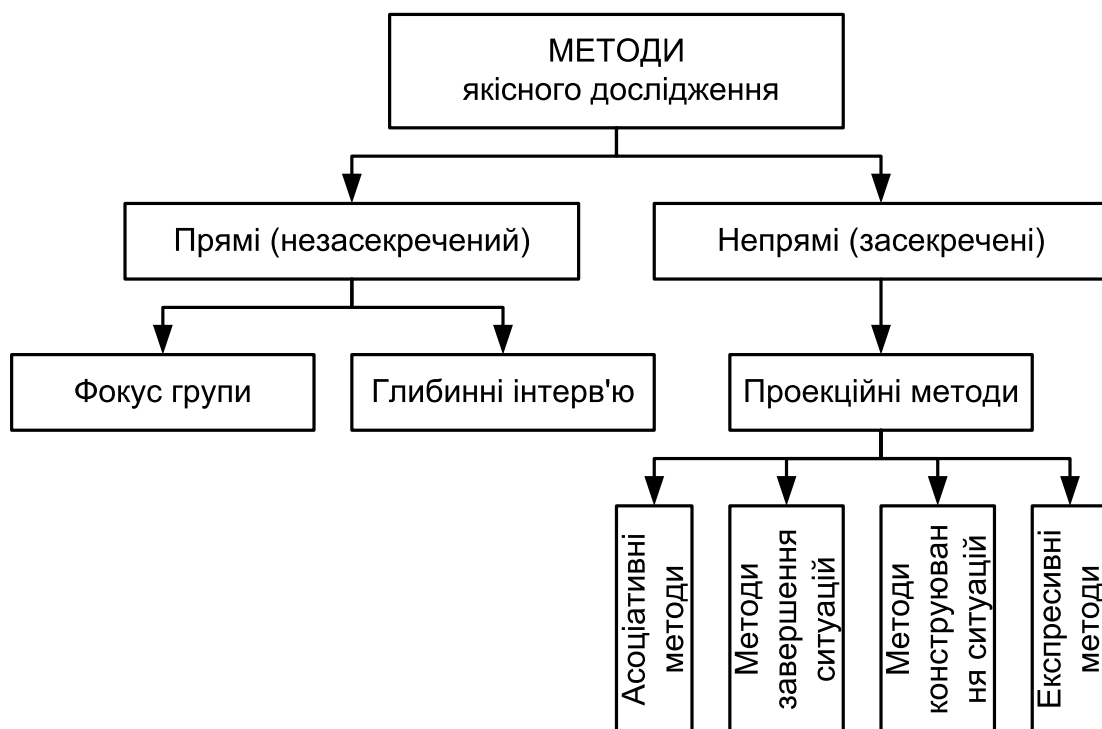 МЕТОДИ
якісного дослідження
Прямі (незасекречений)
Непрямі (засекречені)
Фокус групи
Глибинні інтерв'ю
Проекційні методи
Асоціативні
методи
Методи
завершення
ситуацій
Методи
конструюван
ня ситуацій
Експресивні
методи